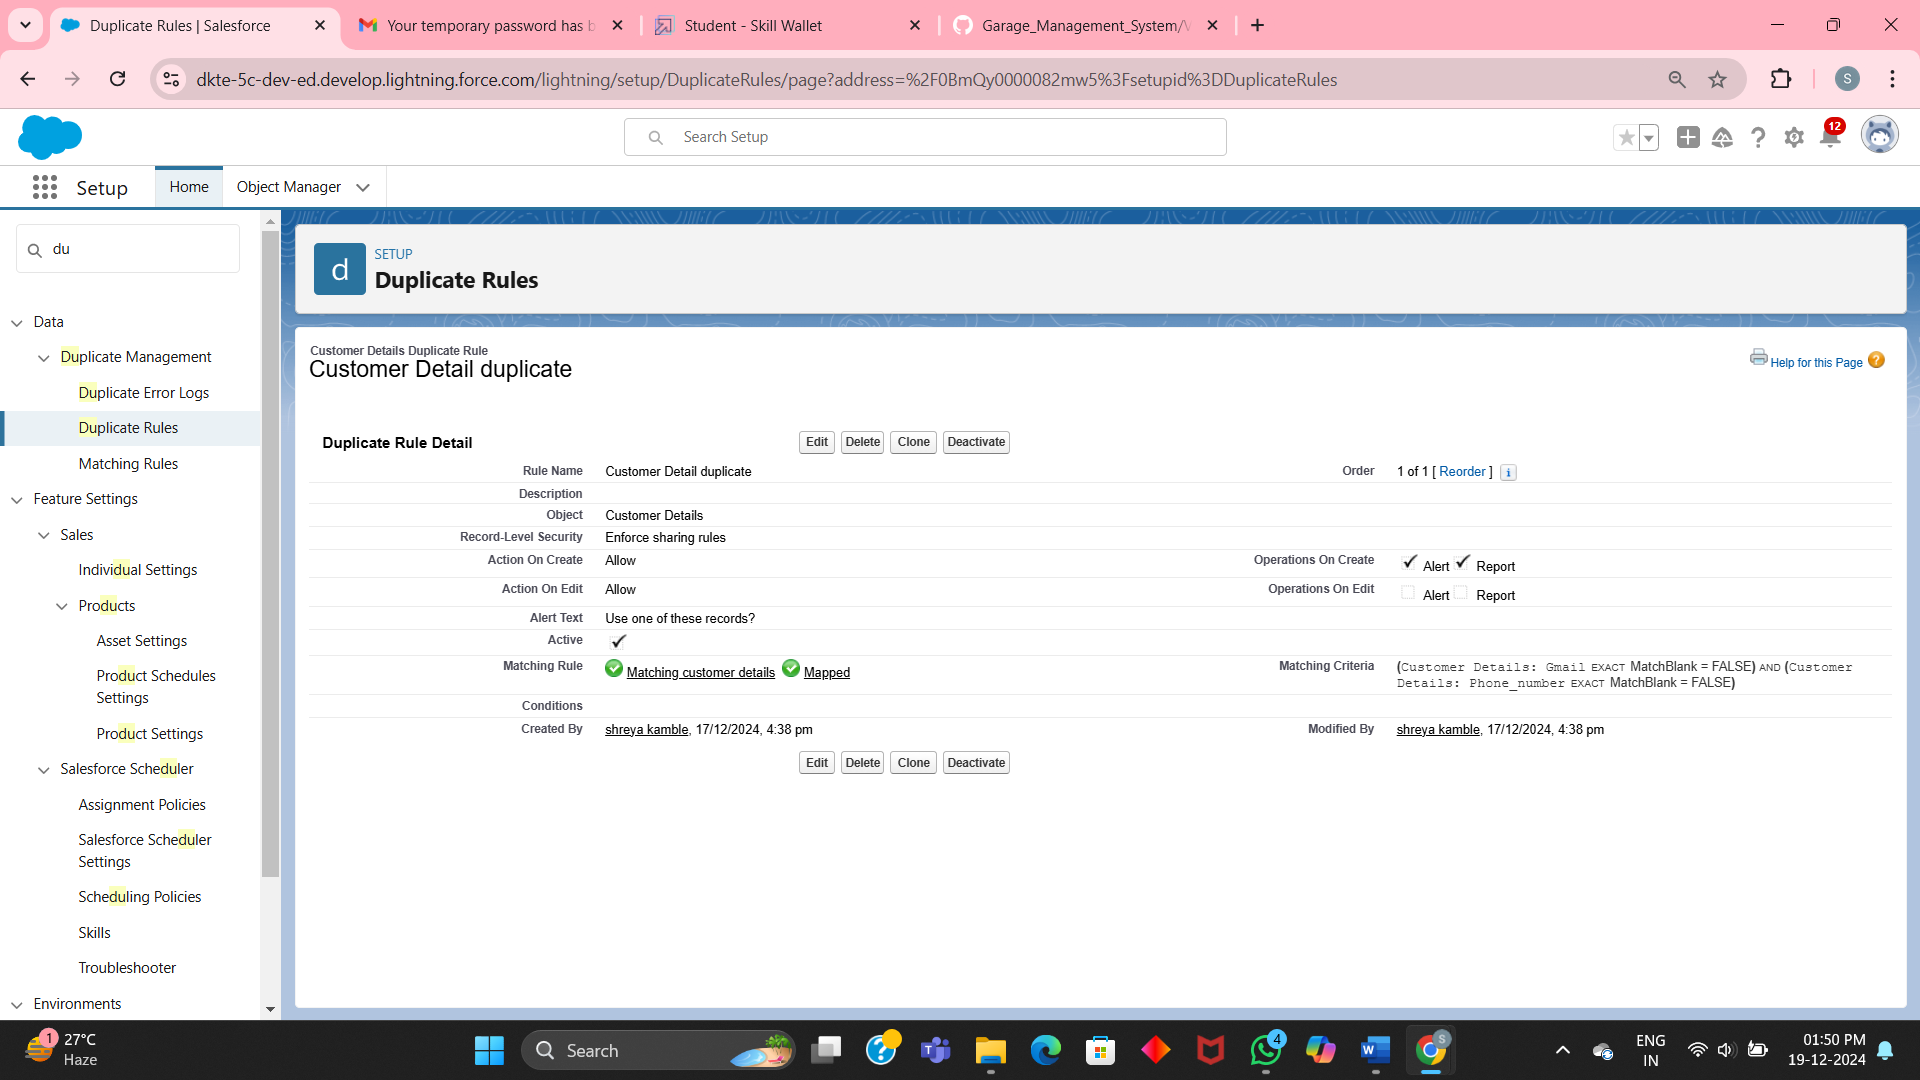 Duplicate Rules | Salesforce
Your temporary password has b
Student - Skill Wallet
Garage_Management_System/V
dkte-5c-dev-ed.develop.lightning.force.com/lightning/setup/DuplicateRules/page?address=%2F0BmQy0000082mw5%3Fsetupid%3DDuplicateRules
S
Search Setup
12
Setup
Home
Object Manager
du
Data
Duplicate Management
Duplicate Error Logs
Duplicate Rules
Matching Rules
Feature Settings
Sales
Individual Settings
Products
Asset Settings
Product Schedules
Settings
Product Settings
Salesforce Scheduler
Assignment Policies
Salesforce Scheduler
Settings
Scheduling Policies
Skills
Troubleshooter
Environments
d
SETUP
Duplicate Rules
Customer Details Duplicate Rule
Customer Detail duplicate
Help for this Page ?
Duplicate Rule Detail
Edit Delete Clone Deactivate
Rule Name Customer Detail duplicate Order 1 of 1 [ Reorder ] i
Description
Object Customer Details
Record-Level Security Enforce sharing rules
Action On Create Allow Operations On Create Alert Report
Action On Edit Allow Operations On Edit Alert Report
Alert Text Use one of these records?
Active
Matching Rule Matching customer details Mapped Matching Criteria (Customer Details: Gmail EXACT MatchBlank = FALSE) AND (Customer
Details: Phone_number EXACT MatchBlank = FALSE)
Conditions
Created By shreya kamble, 17/12/2024, 4:38 pm Modified By shreya kamble, 17/12/2024, 4:38 pm
Edit Delete Clone Deactivate
1
27°C
Haze
Search
4
S
ENG
IN
01:50 PM
19-12-2024